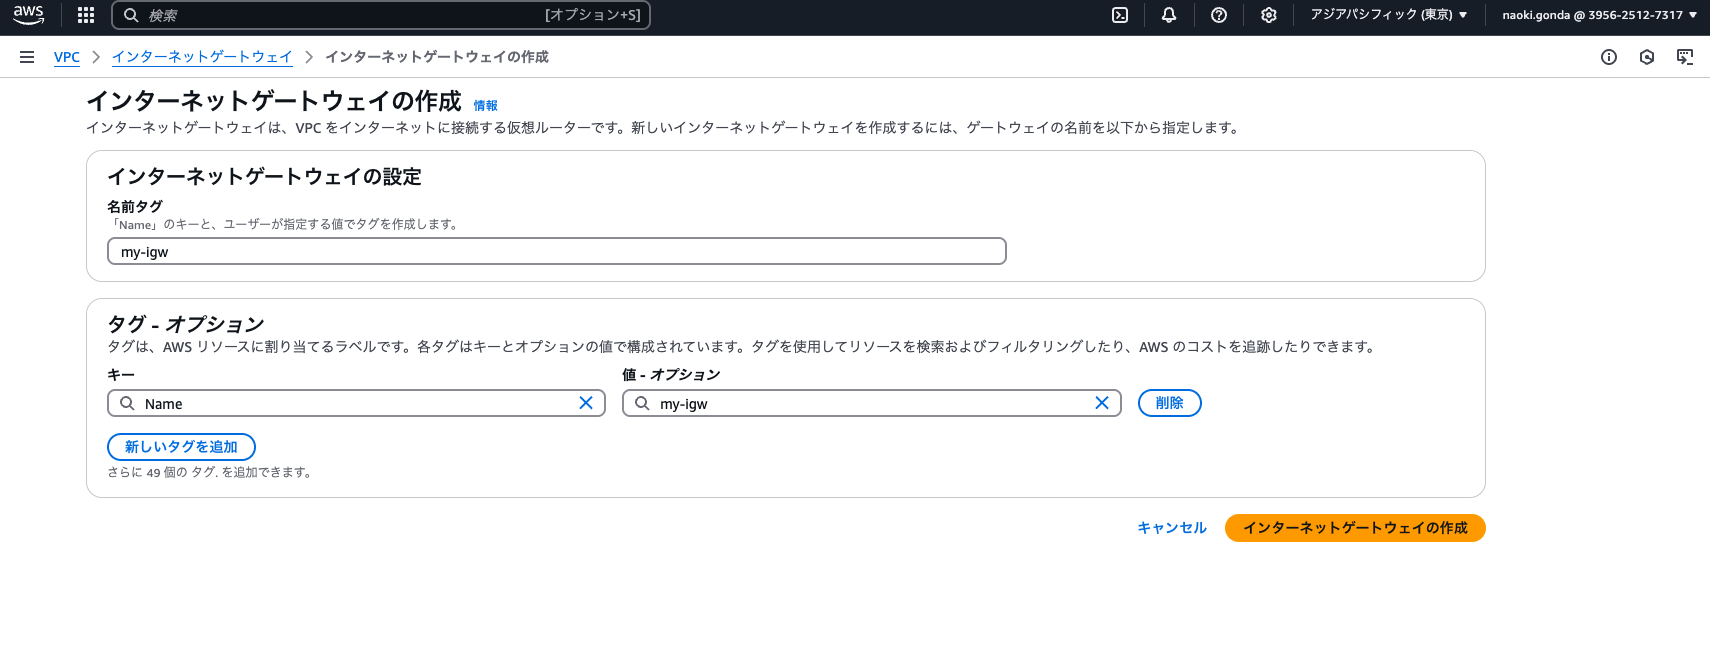 aws
検索 [オプション+S] アジアパシフィック (東京) ▼ naoki.gonda @ 3956-2512-7317 ▼
VPC > インターネットゲートウェイ > インターネットゲートウェイの作成
インターネットゲートウェイの作成 情報
インターネットゲートウェイは、VPC をインターネットに接続する仮想ルーターです。新しいインターネットゲートウェイを作成するには、ゲートウェイの名前を以下から指定します。
インターネットゲートウェイの設定
名前タグ
「Name」のキーと、ユーザーが指定する値でタグを作成します。
my-igw
タグ - オプション
タグは、AWS リソースに割り当てるラベルです。各タグはキーとオプションの値で構成されています。タグを使用してリソースを検索およびフィルタリングしたり、AWS のコストを追跡したりできます。
キー 値 - オプション
Name my-igw 削除
新しいタグを追加
さらに 49 個の タグ. を追加できます。
キャンセル インターネットゲートウェイの作成